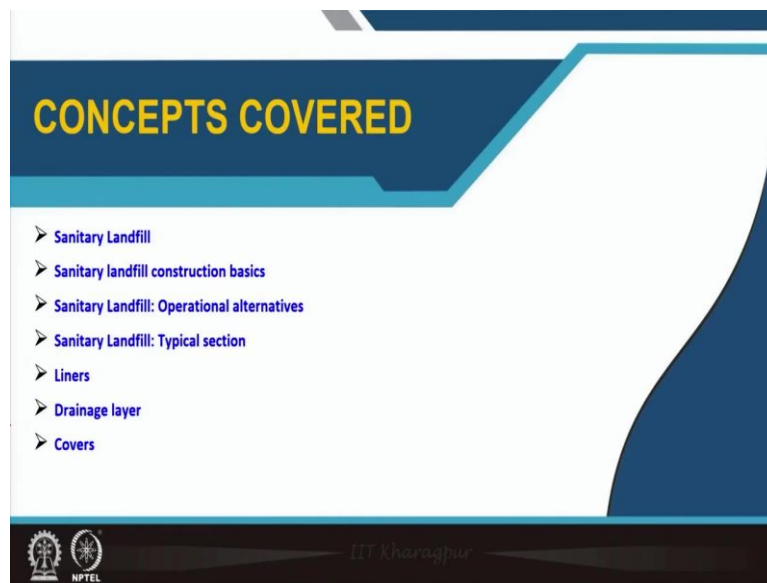 CONCEPTS COVERED
Sanitary Landfill
Sanitary landfill construction basics
Sanitary Landfill: Operational alternatives
Sanitary Landfill: Typical section
Liners
Drainage layer
Covers
NPTEL
IIT Kharagpur